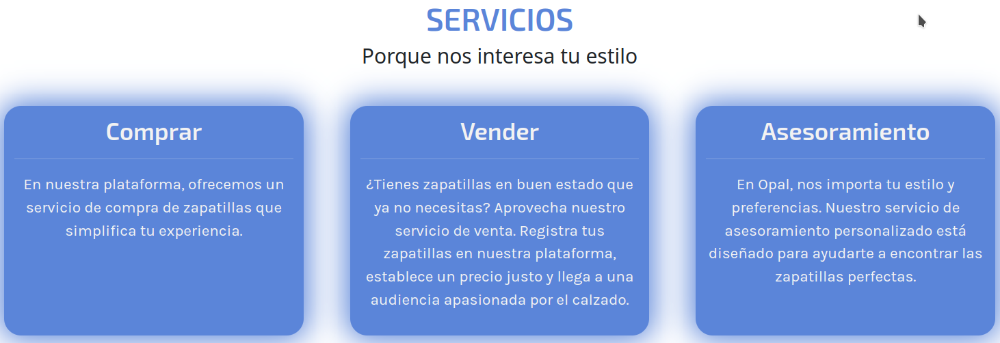 SERVICIOS
Porque nos interesa tu estilo
Comprar
En nuestra plataforma, ofrecemos un
servicio de compra de zapatillas que
simplifica tu experiencia.
Vender
¿Tienes zapatillas en buen estado que
ya no necesitas? Aprovecha nuestro
servicio de venta. Registra tus
zapatillas en nuestra plataforma,
establece un precio justo y llega a una
audiencia apasionada por el calzado.
Asesoramiento
En Opal, nos importa tu estilo y
preferencias. Nuestro servicio de
asesoramiento personalizado está
diseñado para ayudarte a encontrar las
zapatillas perfectas.